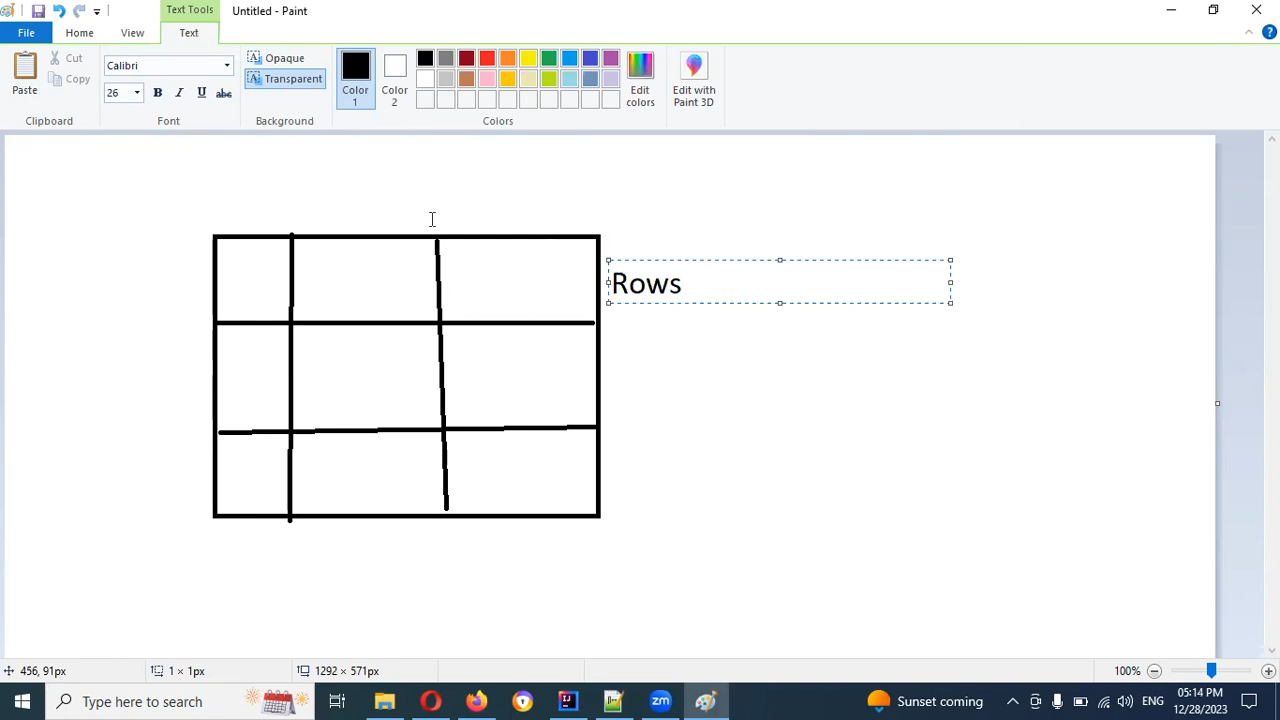 Text Tools
Untitled - Paint
File
Home
View
Text
Paste
Cut
Copy
Clipboard
Calibri
26
B I U abc
Font
Opaque
Transparent
Background
Color 1
Color 2
Edit colors
Colors
Edit with Paint 3D
Rows
456, 91px
1 × 1px
1292 × 571px
100%
Type here to search
zm
Sunset coming
ENG
05:14 PM
12/28/2023